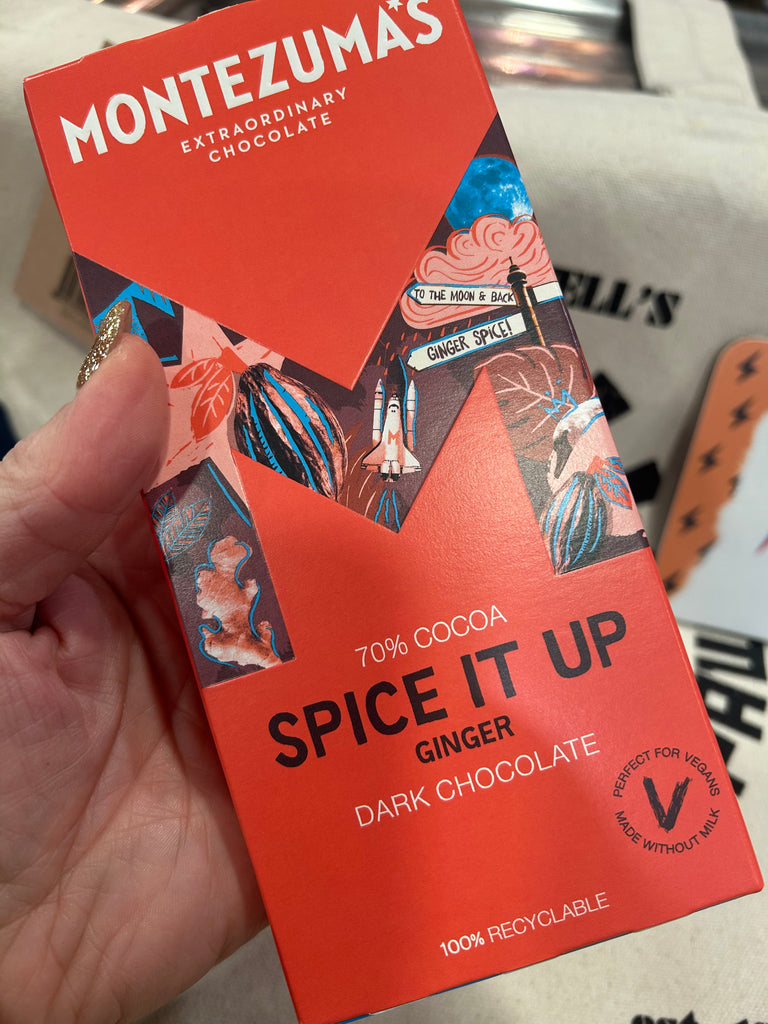 MONTEZUMA'S
EXTRAORDINARY
CHOCOLATE
TO THE MOON & BACK
GINGER SPICE!
M
70% COCOA
SPICE IT UP
GINGER
DARK CHOCOLATE
PERFECT FOR VEGANS
V
MADE WITHOUT MILK
100% RECYCLABLE
ELL'S